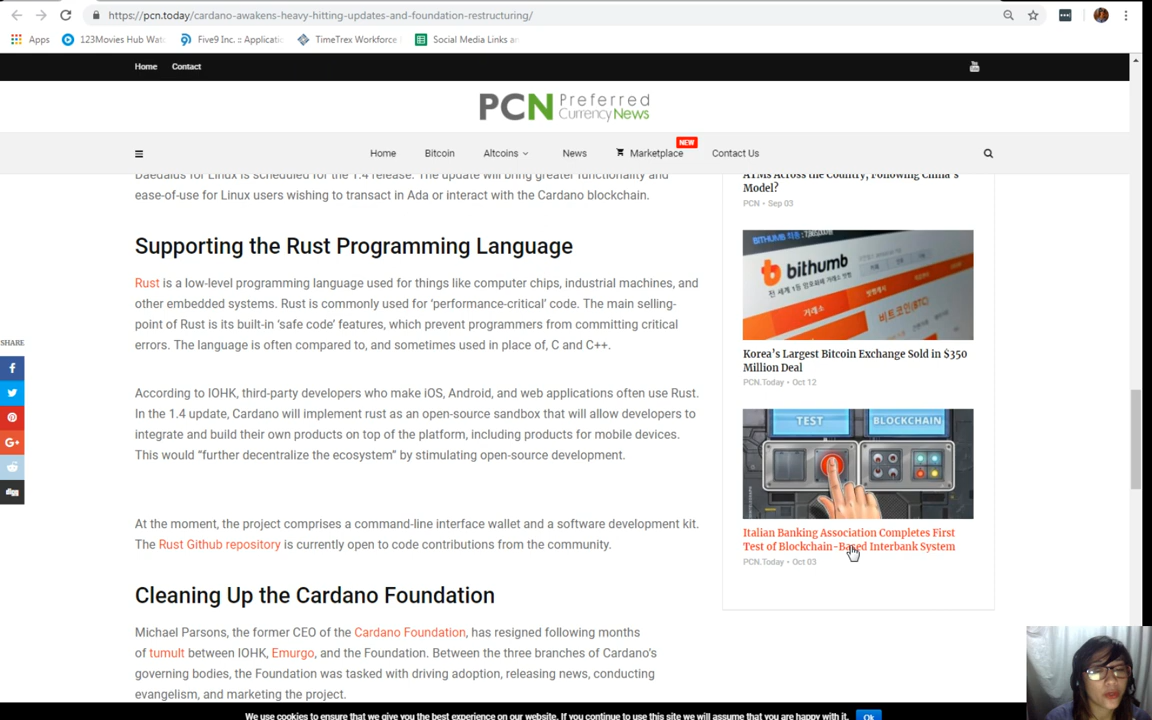 https://pcn.today/cardano-awakens-heavy-hitting-updates-and-foundation-restructuring/
Apps
123Movies Hub Wat
Five9 Inc. :: Applicati
TimeTrex Workforce
Social Media Links a
Home
Contact
PCN Preferred
CurrencyNews
Home
Bitcoin
Altcoins
News
Marketplace
NEW
Contact Us
Daedalus for Linux is scheduled for the 1.4 release. The update will bring greater functionality and
ease-of-use for Linux users wishing to transact in Ada or interact with the Cardano blockchain.
Supporting the Rust Programming Language
Rust is a low-level programming language used for things like computer chips, industrial machines, and
other embedded systems. Rust is commonly used for ‘performance-critical’ code. The main selling-
point of Rust is its built-in ‘safe code’ features, which prevent programmers from committing critical
errors. The language is often compared to, and sometimes used in place of, C and C++.
According to IOHK, third-party developers who make iOS, Android, and web applications often use Rust.
In the 1.4 update, Cardano will implement rust as an open-source sandbox that will allow developers to
integrate and build their own products on top of the platform, including products for mobile devices.
This would “further decentralize the ecosystem” by stimulating open-source development.
At the moment, the project comprises a command-line interface wallet and a software development kit.
The Rust Github repository is currently open to code contributions from the community.
Cleaning Up the Cardano Foundation
Michael Parsons, the former CEO of the Cardano Foundation, has resigned following months
of tumult between IOHK, Emurgo, and the Foundation. Between the three branches of Cardano’s
governing bodies, the Foundation was tasked with driving adoption, releasing news, conducting
evangelism, and marketing the project.
SHARE
digg
ATMs Across the Country, Following China’s
Model?
PCN • Sep 03
BITHUMB
bithumb
비트코인(BTC)
거래소
Korea’s Largest Bitcoin Exchange Sold in $350
Million Deal
PCN.Today • Oct 12
TEST
BLOCKCHAIN
Italian Banking Association Completes First
Test of Blockchain-Based Interbank System
PCN.Today • Oct 03
We use cookies to ensure that we give you the best experience on our website. If you continue to use this site we will assume that you are happy with it.
Ok